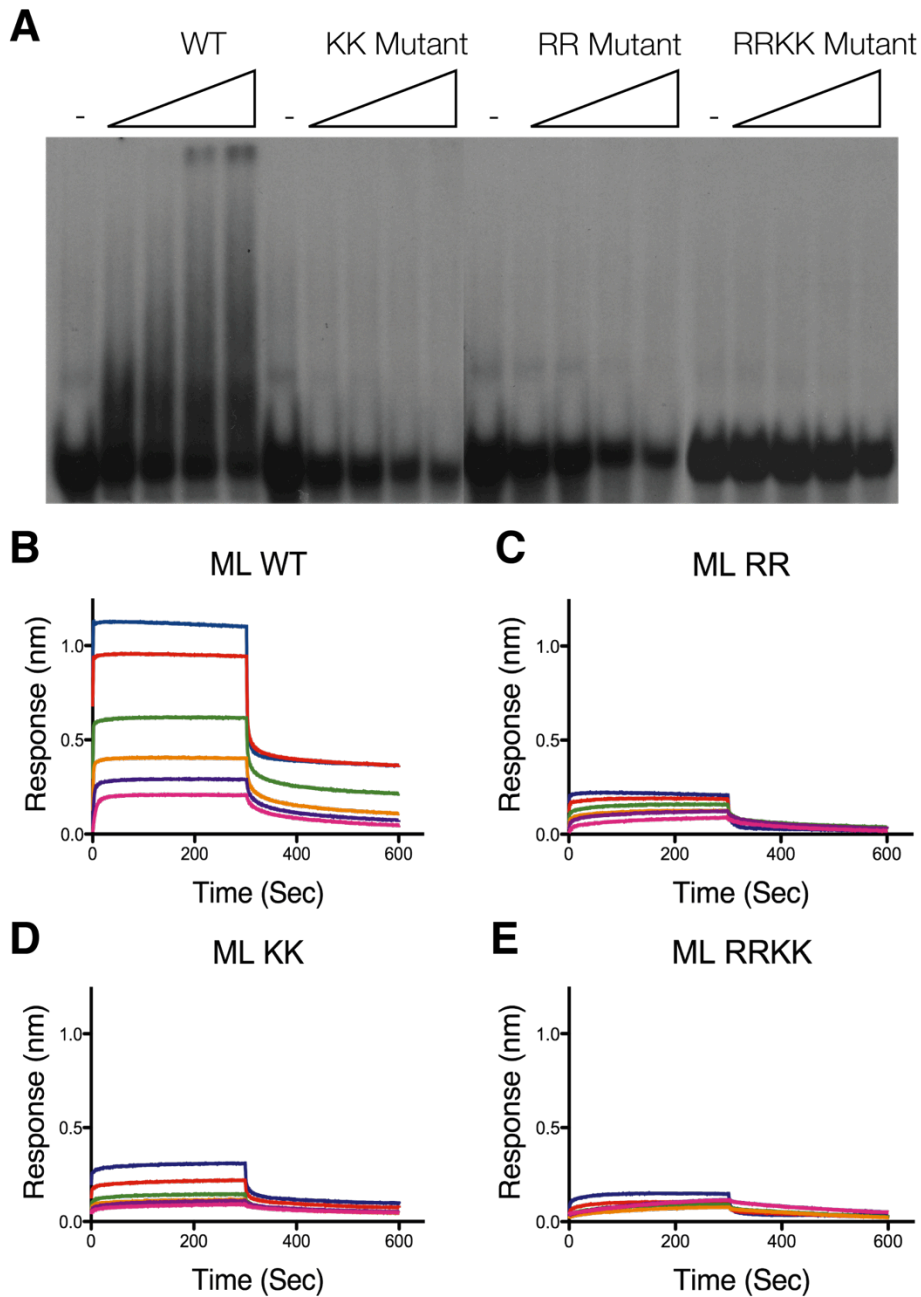 A
WT KK Mutant RR Mutant RRKK Mutant
- - - -
B
ML WT
Response (nm)
1.0
0.5
0.0
0 200 400 600
Time (Sec)
C
ML RR
Response (nm)
1.0
0.5
0.0
0 200 400 600
Time (Sec)
D
ML KK
Response (nm)
1.0
0.5
0.0
0 200 400 600
Time (Sec)
E
ML RRKK
Response (nm)
1.0
0.5
0.0
0 200 400 600
Time (Sec)